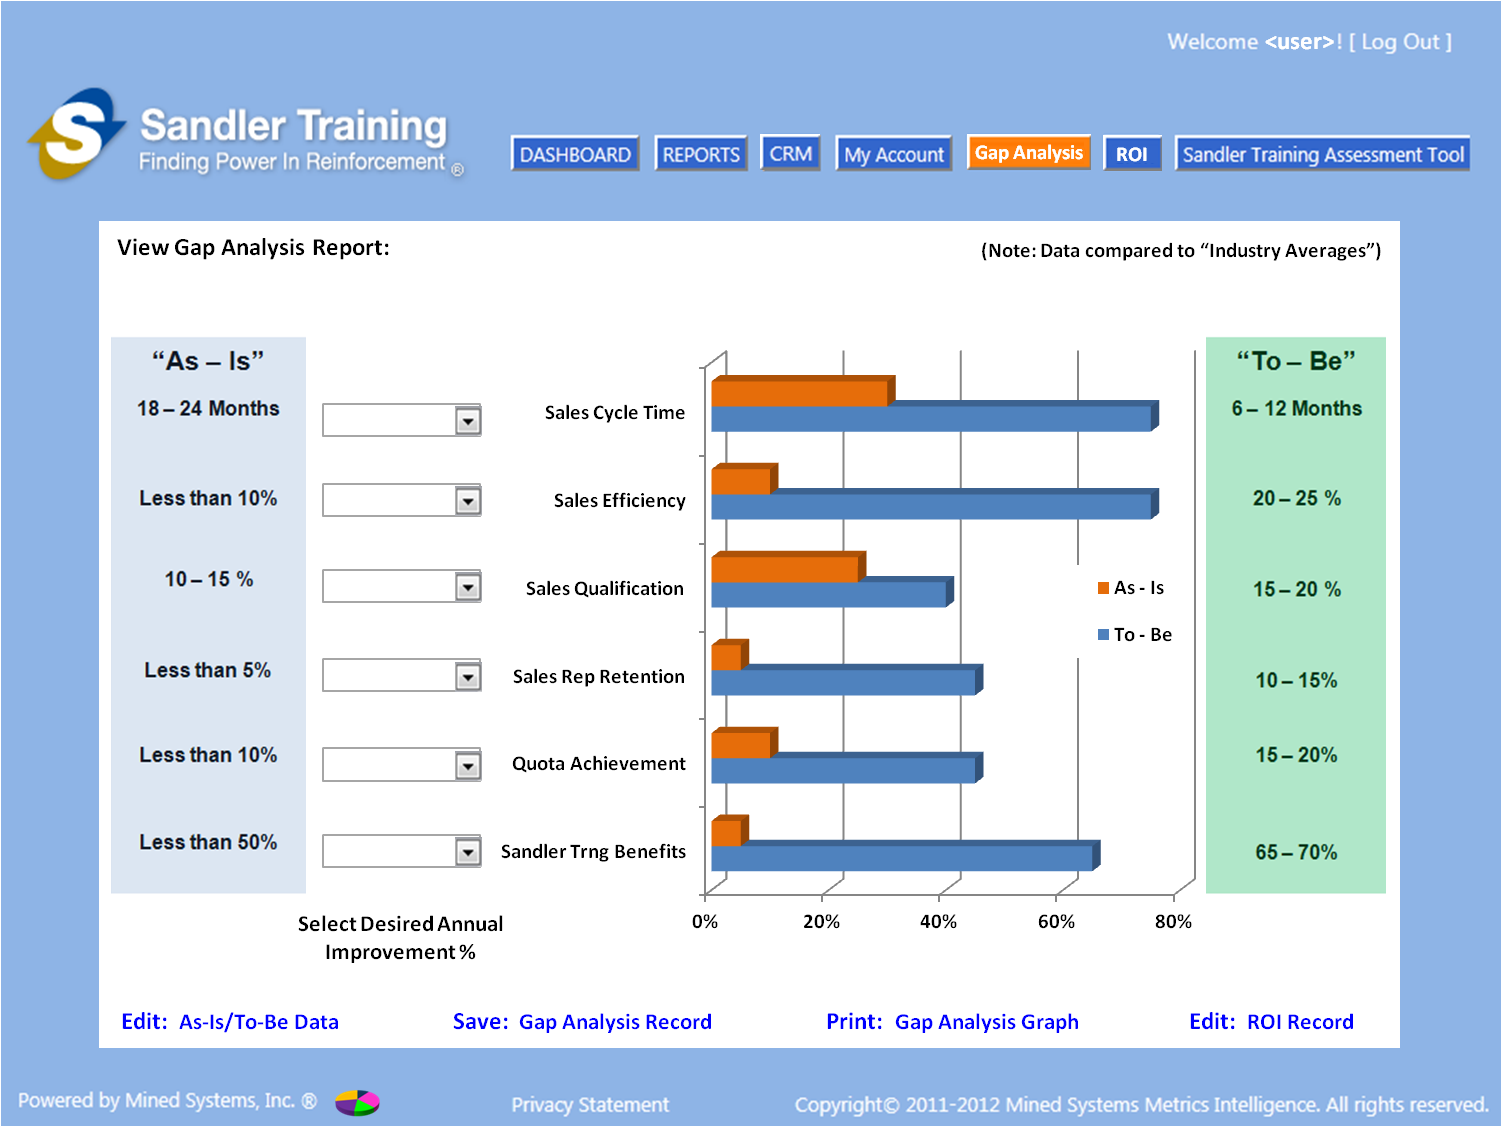 Welcome <user>! [ Log Out ]
S
Sandler Training
Finding Power In Reinforcement ®
DASHBOARD REPORTS CRM My Account Gap Analysis ROI Sandler Training Assessment Tool
View Gap Analysis Report:
(Note: Data compared to “Industry Averages”)
“As – Is”
“To – Be”
18 – 24 Months Sales Cycle Time 6 – 12 Months
Less than 10% Sales Efficiency 20 – 25 %
10 – 15 % Sales Qualification 15 – 20 %
As - Is
To - Be
Less than 5% Sales Rep Retention 10 – 15%
Less than 10% Quota Achievement 15 – 20%
Less than 50% Sandler Trng Benefits 65 – 70%
0% 20% 40% 60% 80%
Select Desired Annual
Improvement %
Edit: As-Is/To-Be Data Save: Gap Analysis Record Print: Gap Analysis Graph Edit: ROI Record
Powered by Mined Systems, Inc. ® Privacy Statement Copyright© 2011-2012 Mined Systems Metrics Intelligence. All rights reserved.